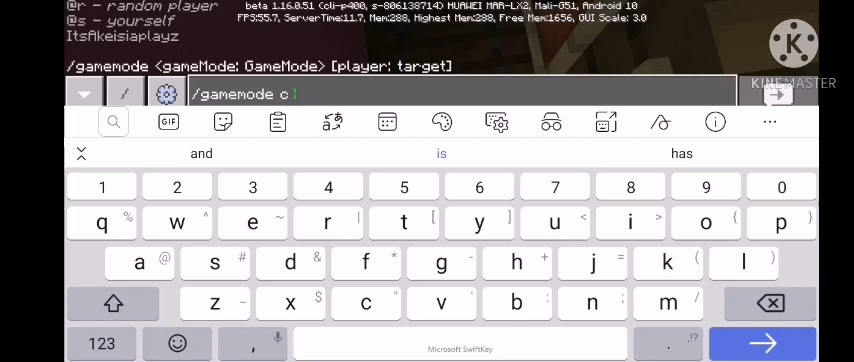 @r - random player
beta 1.16.0.51 (cli-p400, s-806138714) HUAWEI MAR-LX2, Mali-G51, Android 10
@s - yourself
FPS:55.7, ServerTime:11.7, Mem:288, Highest Mem:288, Free Mem:1656, GUI Scale: 3.0
ItsAkeisiaplayz
/gamemode <gameMode: GameMode> [player: target]
K
KINEMASTER
/ /gamemode c
GIF
and is has
1 2 3 4 5 6 7 8 9 0
q % w ^ e ~ r | t [ y ] u < i > o { p }
a @ s # d & f * g - h + j = k ( l )
z _ x $ c " v ' b : n ; m /
123 , . ,!?
Microsoft SwiftKey